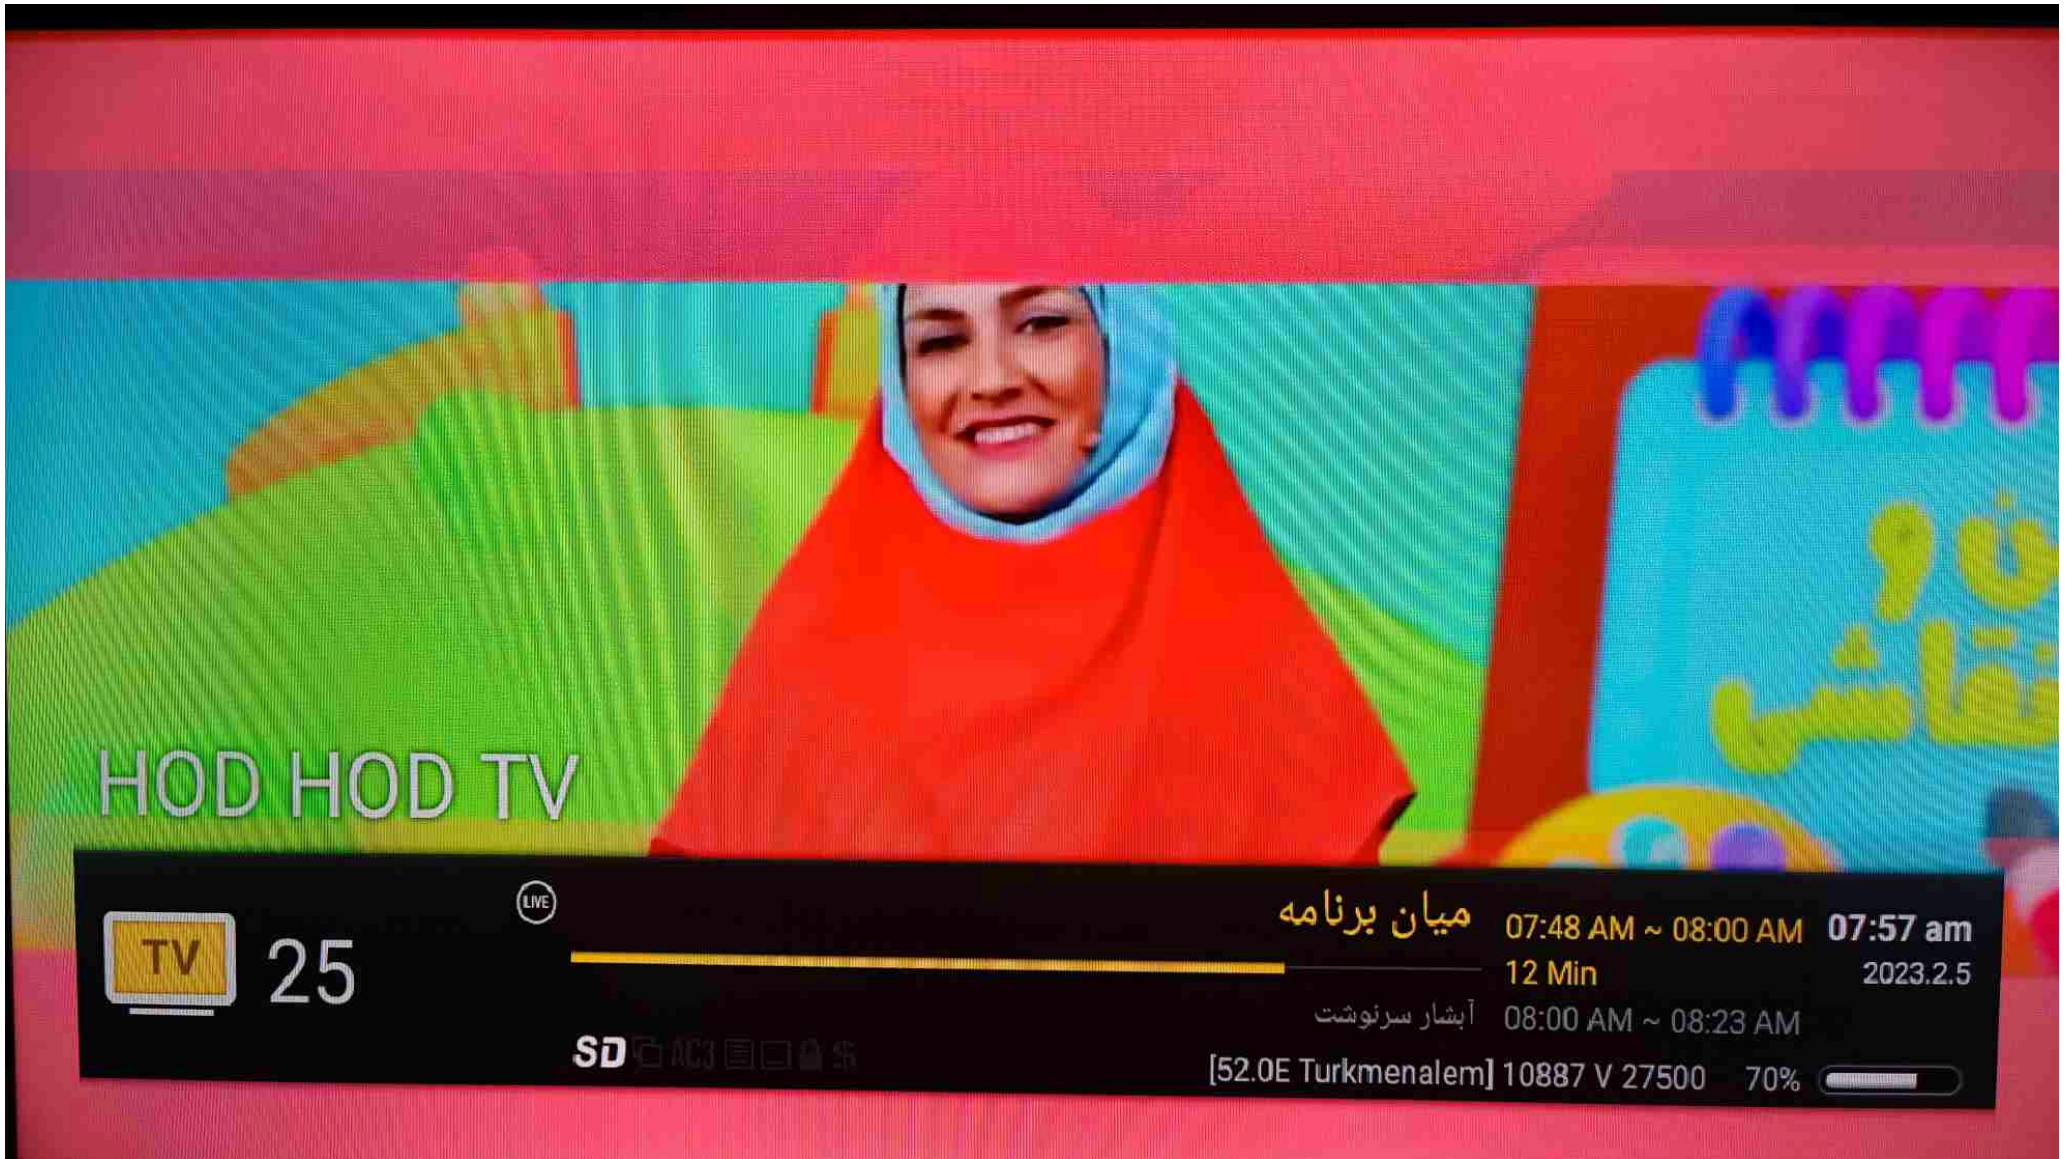 ن و
نقاشی
HOD HOD TV
LIVE
میان برنامه
07:48 AM ~ 08:00 AM
07:57 am
TV
25
12 Min
2023.2.5
آبشار سرنوشت
08:00 AM ~ 08:23 AM
SD
AC3
$
[52.0E Turkmenalem] 10887 V 27500
70%